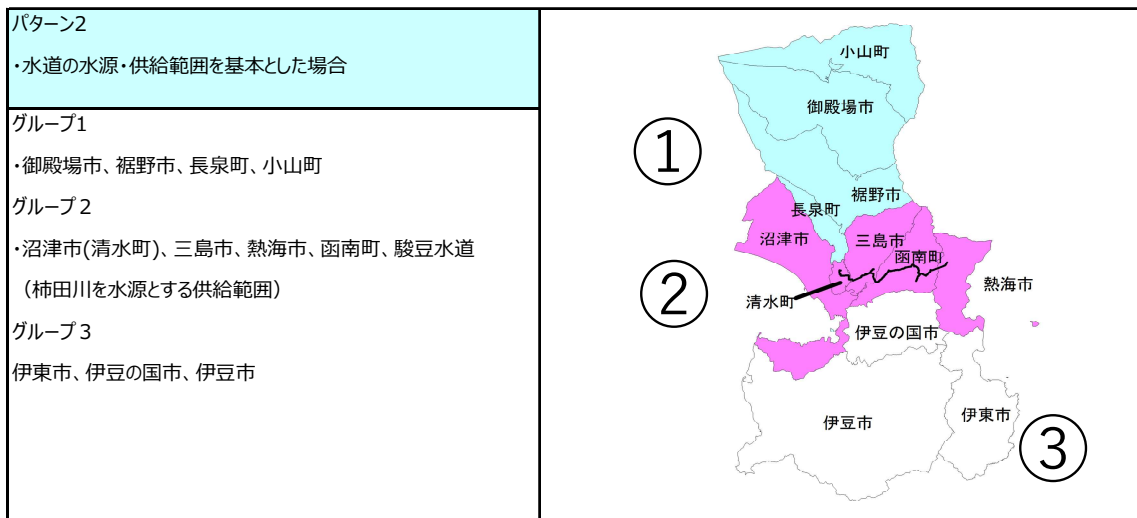 パターン2
・水道の水源・供給範囲を基本とした場合
グループ1
・御殿場市、裾野市、長泉町、小山町
グループ２
・沼津市(清水町)、三島市、熱海市、函南町、駿豆水道
（柿田川を水源とする供給範囲）
グループ３
伊東市、伊豆の国市、伊豆市
小山町
御殿場市
①
裾野市
長泉町
沼津市
三島市
函南町
②
熱海市
清水町
伊豆の国市
伊豆市
伊東市
③